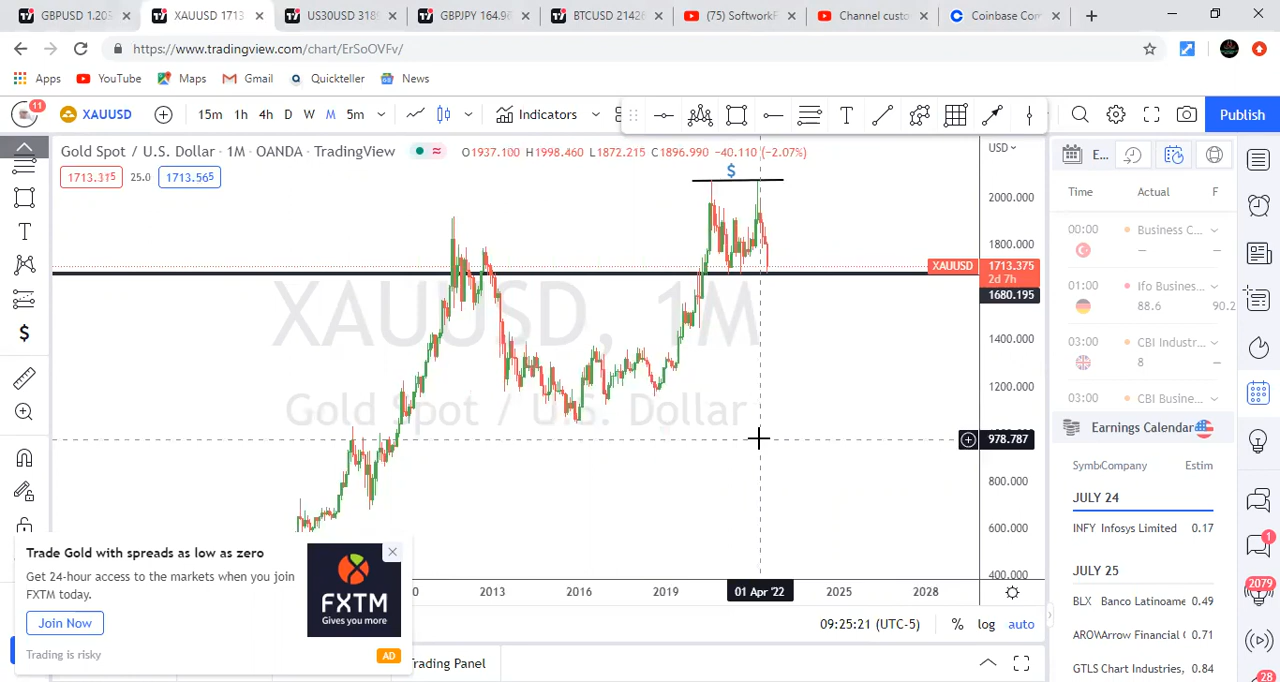 GBPUSD 1.203
XAUUSD 1713
US30USD 3189
GBPJPY 164.96
BTCUSD 21428
(75) SoftworkF
Channel custo
Coinbase Com
https://www.tradingview.com/chart/ErSoOVFv/
Apps
YouTube
Maps
Gmail
Quickteller
News
11
XAUUSD
15m
1h
4h
D
W
M
5m
Indicators
T
Publish
Gold Spot / U.S. Dollar · 1M · OANDA · TradingView
O1937.100 H1998.460 L1872.215 C1896.990 −40.110 (−2.07%)
1713.315
25.0
1713.565
$
USD
2000.000
1800.000
XAUUSD
1713.375
2d 7h
1680.195
1400.000
1200.000
978.787
800.000
600.000
400.000
XAUUSD, 1M
Gold Spot / U.S. Dollar
T
$
2013
2016
2019
01 Apr '22
2025
2028
09:25:21 (UTC-5)
%
log
auto
Trading Panel
Trade Gold with spreads as low as zero
Get 24-hour access to the markets when you join
FXTM today.
Join Now
Trading is risky
FXTM
Gives you more
AD
E...
Time
Actual
F
00:00
Business C...
—
—
01:00
Ifo Busines...
88.6
90.2
03:00
CBI Industr...
8
—
03:00
CBI Busine...
Earnings Calendar
Symb
Company
Estim
JULY 24
INFY Infosys Limited 0.17
JULY 25
BLX Banco Latinoame 0.49
AROW Arrow Financial 0.71
GTLS Chart Industries, 0.84
1
2079
28